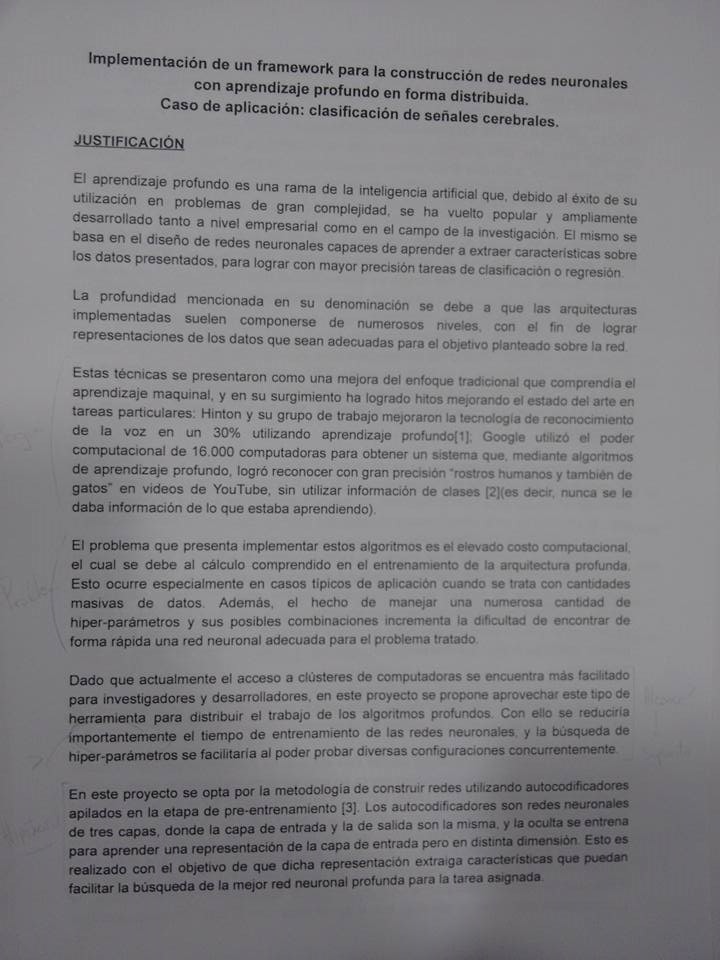 Implementación de un framework para la construcción de redes neuronales
con aprendizaje profundo en forma distribuida.
Caso de aplicación: clasificación de señales cerebrales.
JUSTIFICACIÓN
El aprendizaje profundo es una rama de la inteligencia artificial que, debido al éxito de su
utilización en problemas de gran complejidad, se ha vuelto popular y ampliamente
desarrollado tanto a nivel empresarial como en el campo de la investigación. El mismo se
basa en el diseño de redes neuronales capaces de aprender a extraer características sobre
los datos presentados, para lograr con mayor precisión tareas de clasificación o regresión.
La profundidad mencionada en su denominación se debe a que las arquitecturas
implementadas suelen componerse de numerosos niveles, con el fin de lograr
representaciones de los datos que sean adecuadas para el objetivo planteado sobre la red.
Estas técnicas se presentaron como una mejora del enfoque tradicional que comprendía el
aprendizaje maquinal, y en su surgimiento ha logrado hitos mejorando el estado del arte en
tareas particulares: Hinton y su grupo de trabajo mejoraron la tecnología de reconocimiento
de la voz en un 30% utilizando aprendizaje profundo[1]; Google utilizó el poder
computacional de 16.000 computadoras para obtener un sistema que, mediante algoritmos
de aprendizaje profundo, logró reconocer con gran precisión "rostros humanos y también de
gatos" en videos de YouTube, sin utilizar información de clases [2](es decir, nunca se le
daba información de lo que estaba aprendiendo).
El problema que presenta implementar estos algoritmos es el elevado costo computacional,
el cual se debe al cálculo comprendido en el entrenamiento de la arquitectura profunda.
Esto ocurre especialmente en casos típicos de aplicación cuando se trata con cantidades
masivas de datos. Además, el hecho de manejar una numerosa cantidad de
hiper-parámetros y sus posibles combinaciones incrementa la dificultad de encontrar de
forma rápida una red neuronal adecuada para el problema tratado.
Dado que actualmente el acceso a clústeres de computadoras se encuentra más facilitado
para investigadores y desarrolladores, en este proyecto se propone aprovechar este tipo de
herramienta para distribuir el trabajo de los algoritmos profundos. Con ello se reduciría
importantemente el tiempo de entrenamiento de las redes neuronales, y la búsqueda de
hiper-parámetros se facilitaría al poder probar diversas configuraciones concurrentemente.
En este proyecto se opta por la metodología de construir redes utilizando autocodificadores
apilados en la etapa de pre-entrenamiento [3]. Los autocodificadores son redes neuronales
de tres capas, donde la capa de entrada y la de salida son la misma, y la oculta se entrena
para aprender una representación de la capa de entrada pero en distinta dimensión. Esto es
realizado con el objetivo de que dicha representación extraiga características que puedan
facilitar la búsqueda de la mejor red neuronal profunda para la tarea asignada.